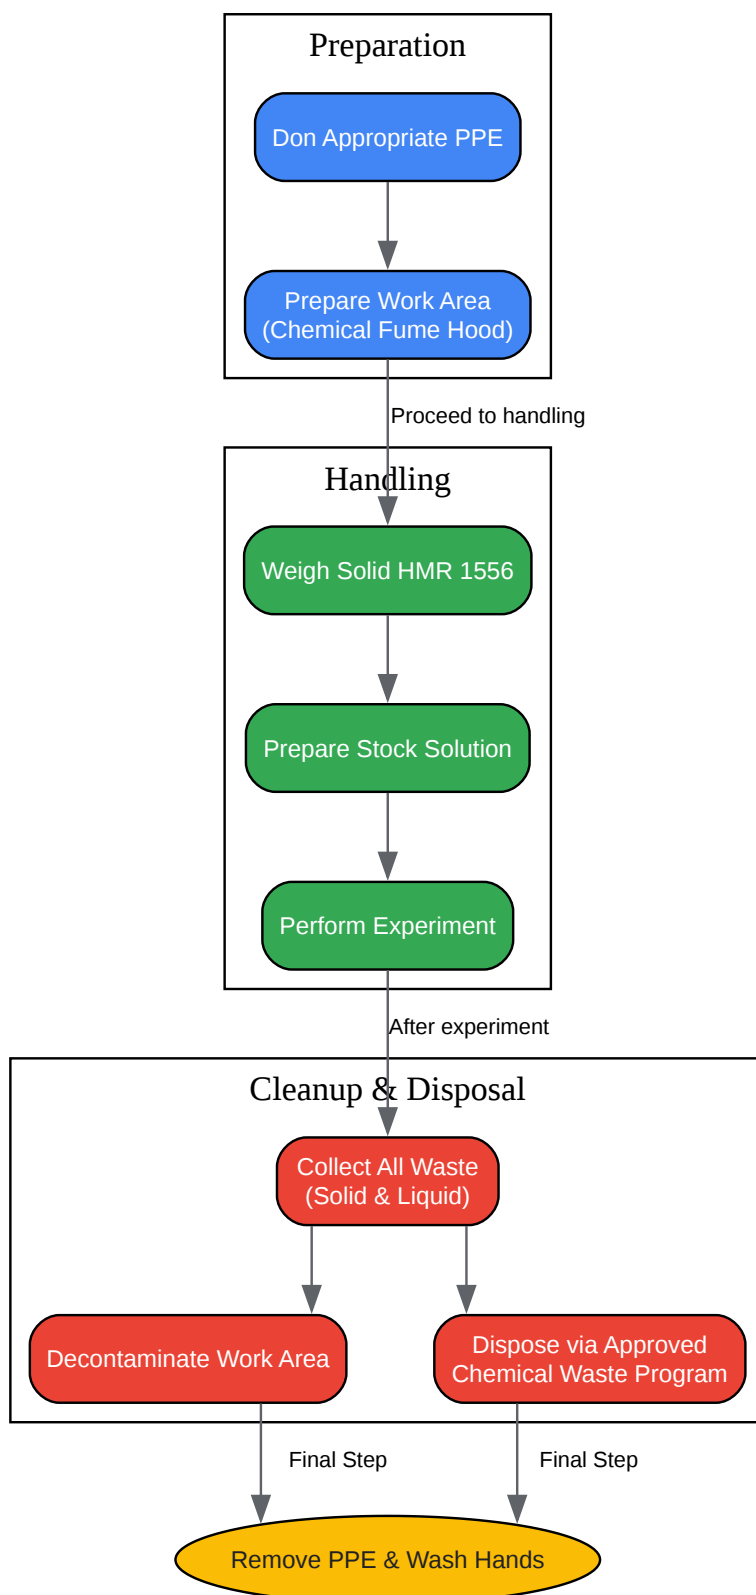 Preparation
Don Appropriate PPE
Prepare Work Area
(Chemical Fume Hood)
Proceed to handling
Handling
Weigh Solid HMR 1556
Prepare Stock Solution
Perform Experiment
After experiment
Cleanup & Disposal
Collect All Waste
(Solid & Liquid)
Decontaminate Work Area
Dispose via Approved
Chemical Waste Program
Final Step
Final Step
Remove PPE & Wash Hands